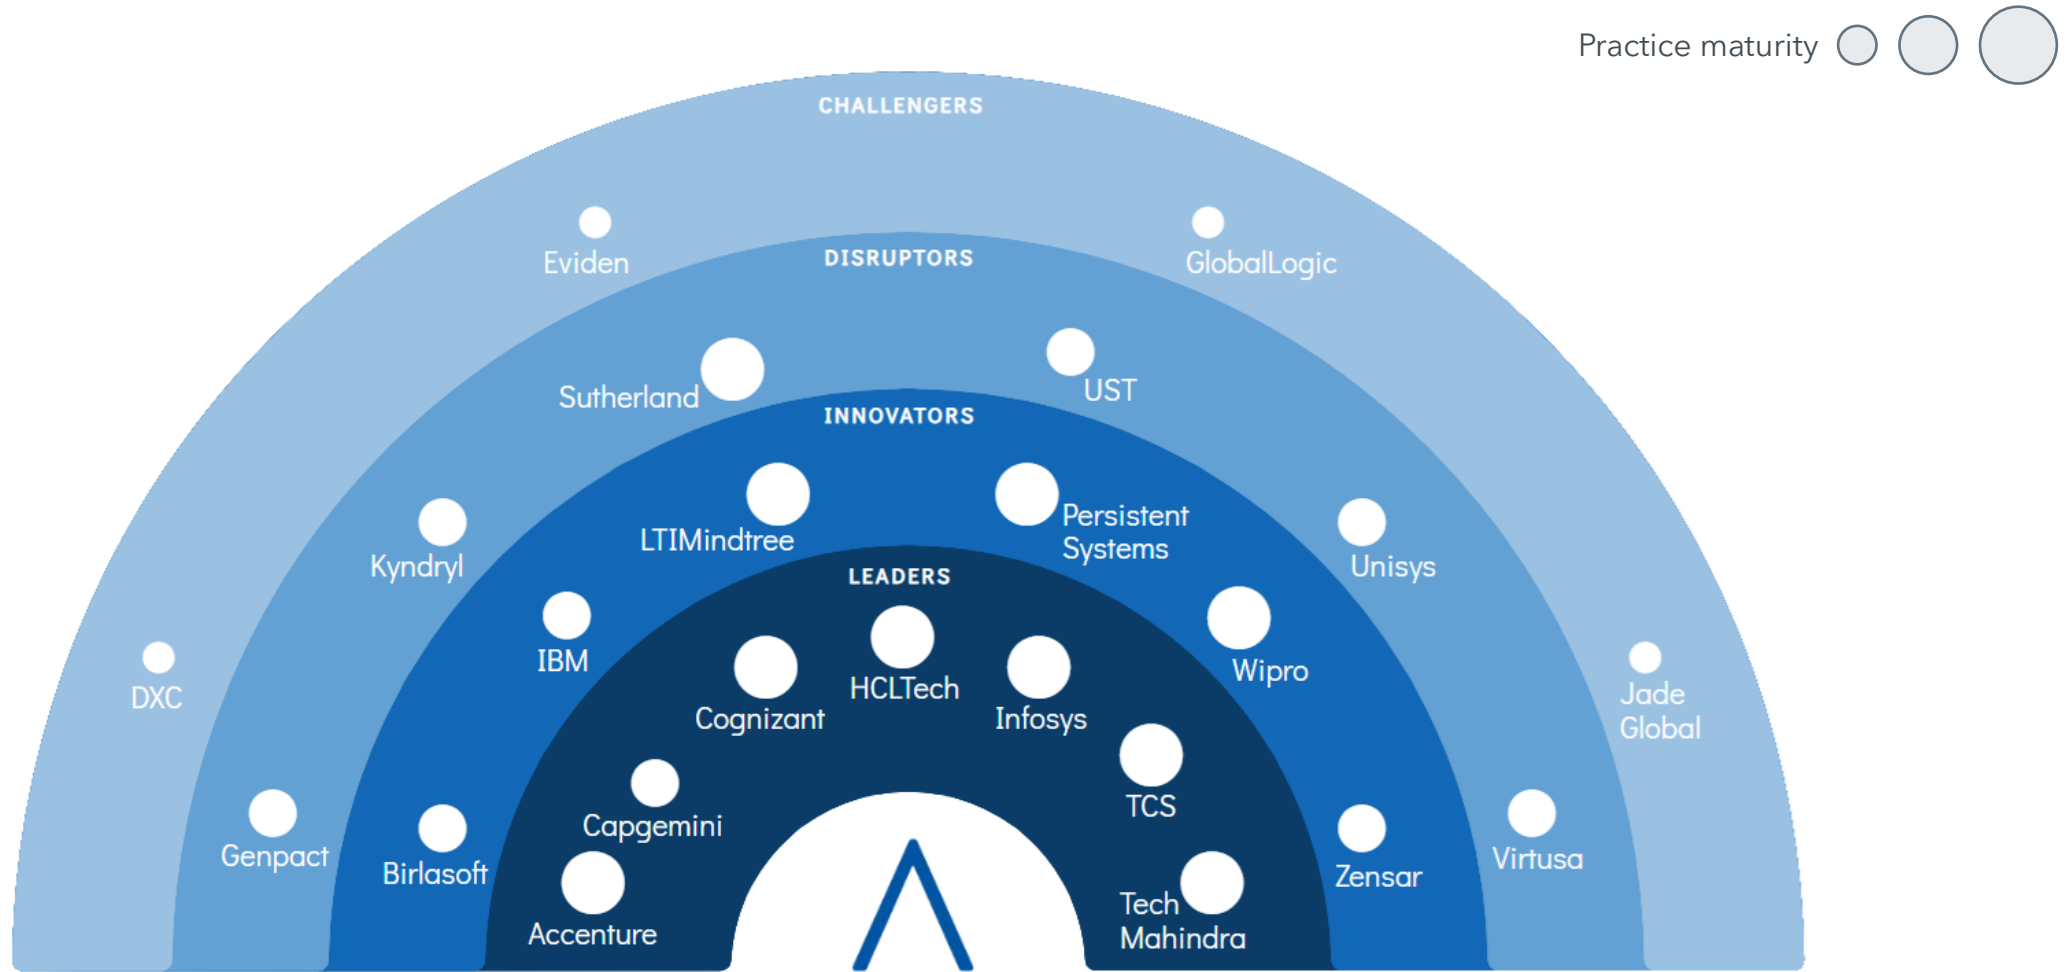 Practice maturity
CHALLENGERS
Eviden
GlobalLogic
DXC
Jade
Global
DISRUPTORS
Sutherland
UST
Kyndryl
Unisys
Genpact
Virtusa
INNOVATORS
LTIMindtree
Persistent
Systems
IBM
Wipro
Birlasoft
Zensar
LEADERS
HCLTech
Cognizant
Infosys
Capgemini
TCS
Accenture
Tech
Mahindra